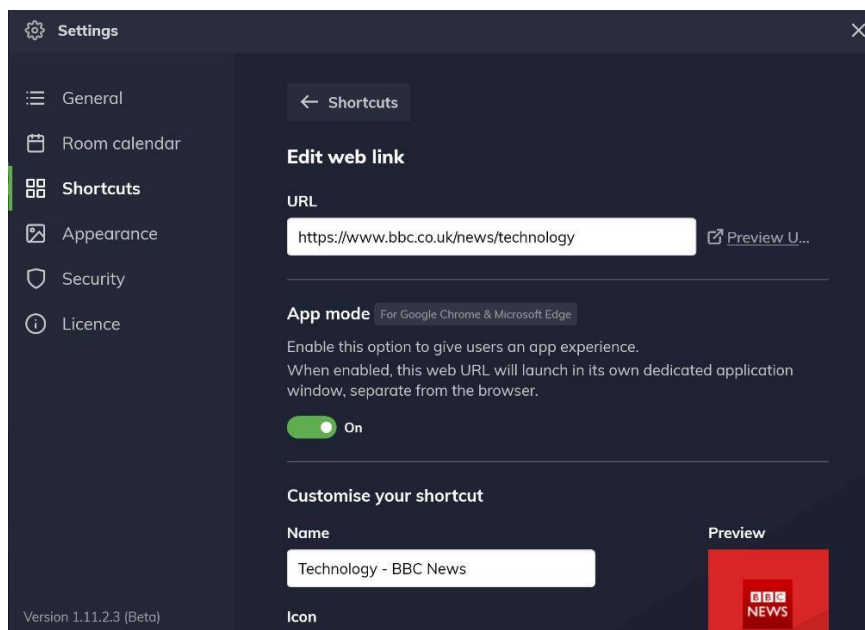 Settings
General
Room calendar
Shortcuts
Appearance
Security
Licence
Version 1.11.2.3 (Beta)
Shortcuts
Edit web link
URL
https://www.bbc.co.uk/news/technology
Preview U...
App mode For Google Chrome & Microsoft Edge
Enable this option to give users an app experience.
When enabled, this web URL will launch in its own dedicated application
window, separate from the browser.
On
Customise your shortcut
Name
Technology - BBC News
Icon
Preview
BBC
NEWS